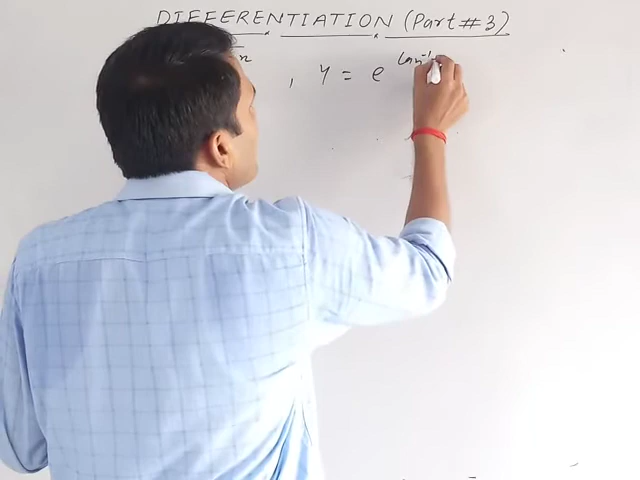 DIFFERENTIATION (Part #3)
x , y = e